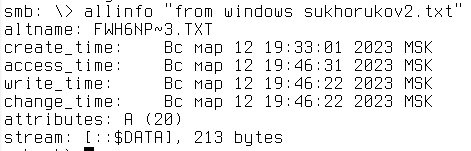 smb: \> allinfo "from windows sukhorukov2.txt"
altname: FWH6NP~3.TXT
create_time:    Вс мар 12 19:33:01 2023 MSK
access_time:    Вс мар 12 19:46:31 2023 MSK
write_time:     Вс мар 12 19:46:22 2023 MSK
change_time:    Вс мар 12 19:46:22 2023 MSK
attributes: A (20)
stream: [::$DATA], 213 bytes